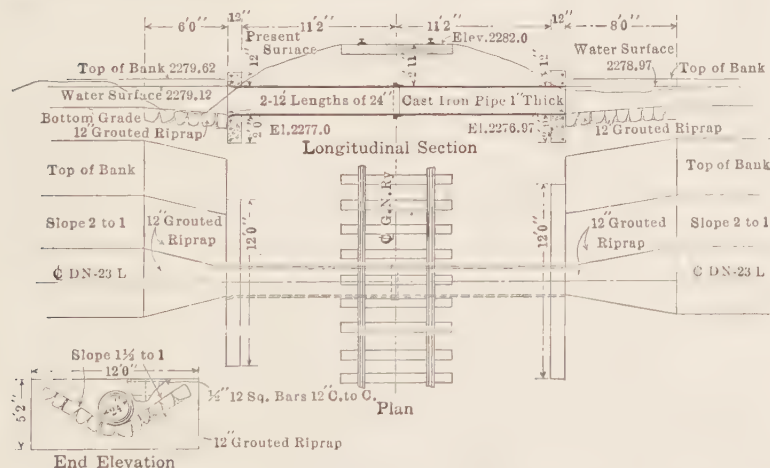 6'0"
12"
11'2"
11'2"
12"
8'0"
Present Surface
Elev. 2282.0
Water Surface 2278.97
Top of Bank
Top of Bank 2279.62
12"
2'11"
12"
Water Surface 2279.12
2-12' Lengths of 24" Cast Iron Pipe 1" Thick
Bottom Grade
12" Grouted Riprap
2'0"
El. 2277.0
El. 2276.97
12" Grouted Riprap
Longitudinal Section
Top of Bank
Top of Bank
Slope 2 to 1
12" Grouted Riprap
12'0"
℄ G.N.Ry
12'0"
12" Grouted Riprap
Slope 2 to 1
℄ DN-23 L
℄ DN-23 L
Slope 1½ to 1
12'0"
5'2"
24"
½" 12 Sq. Bars 12" C. to C.
Plan
12" Grouted Riprap
End Elevation